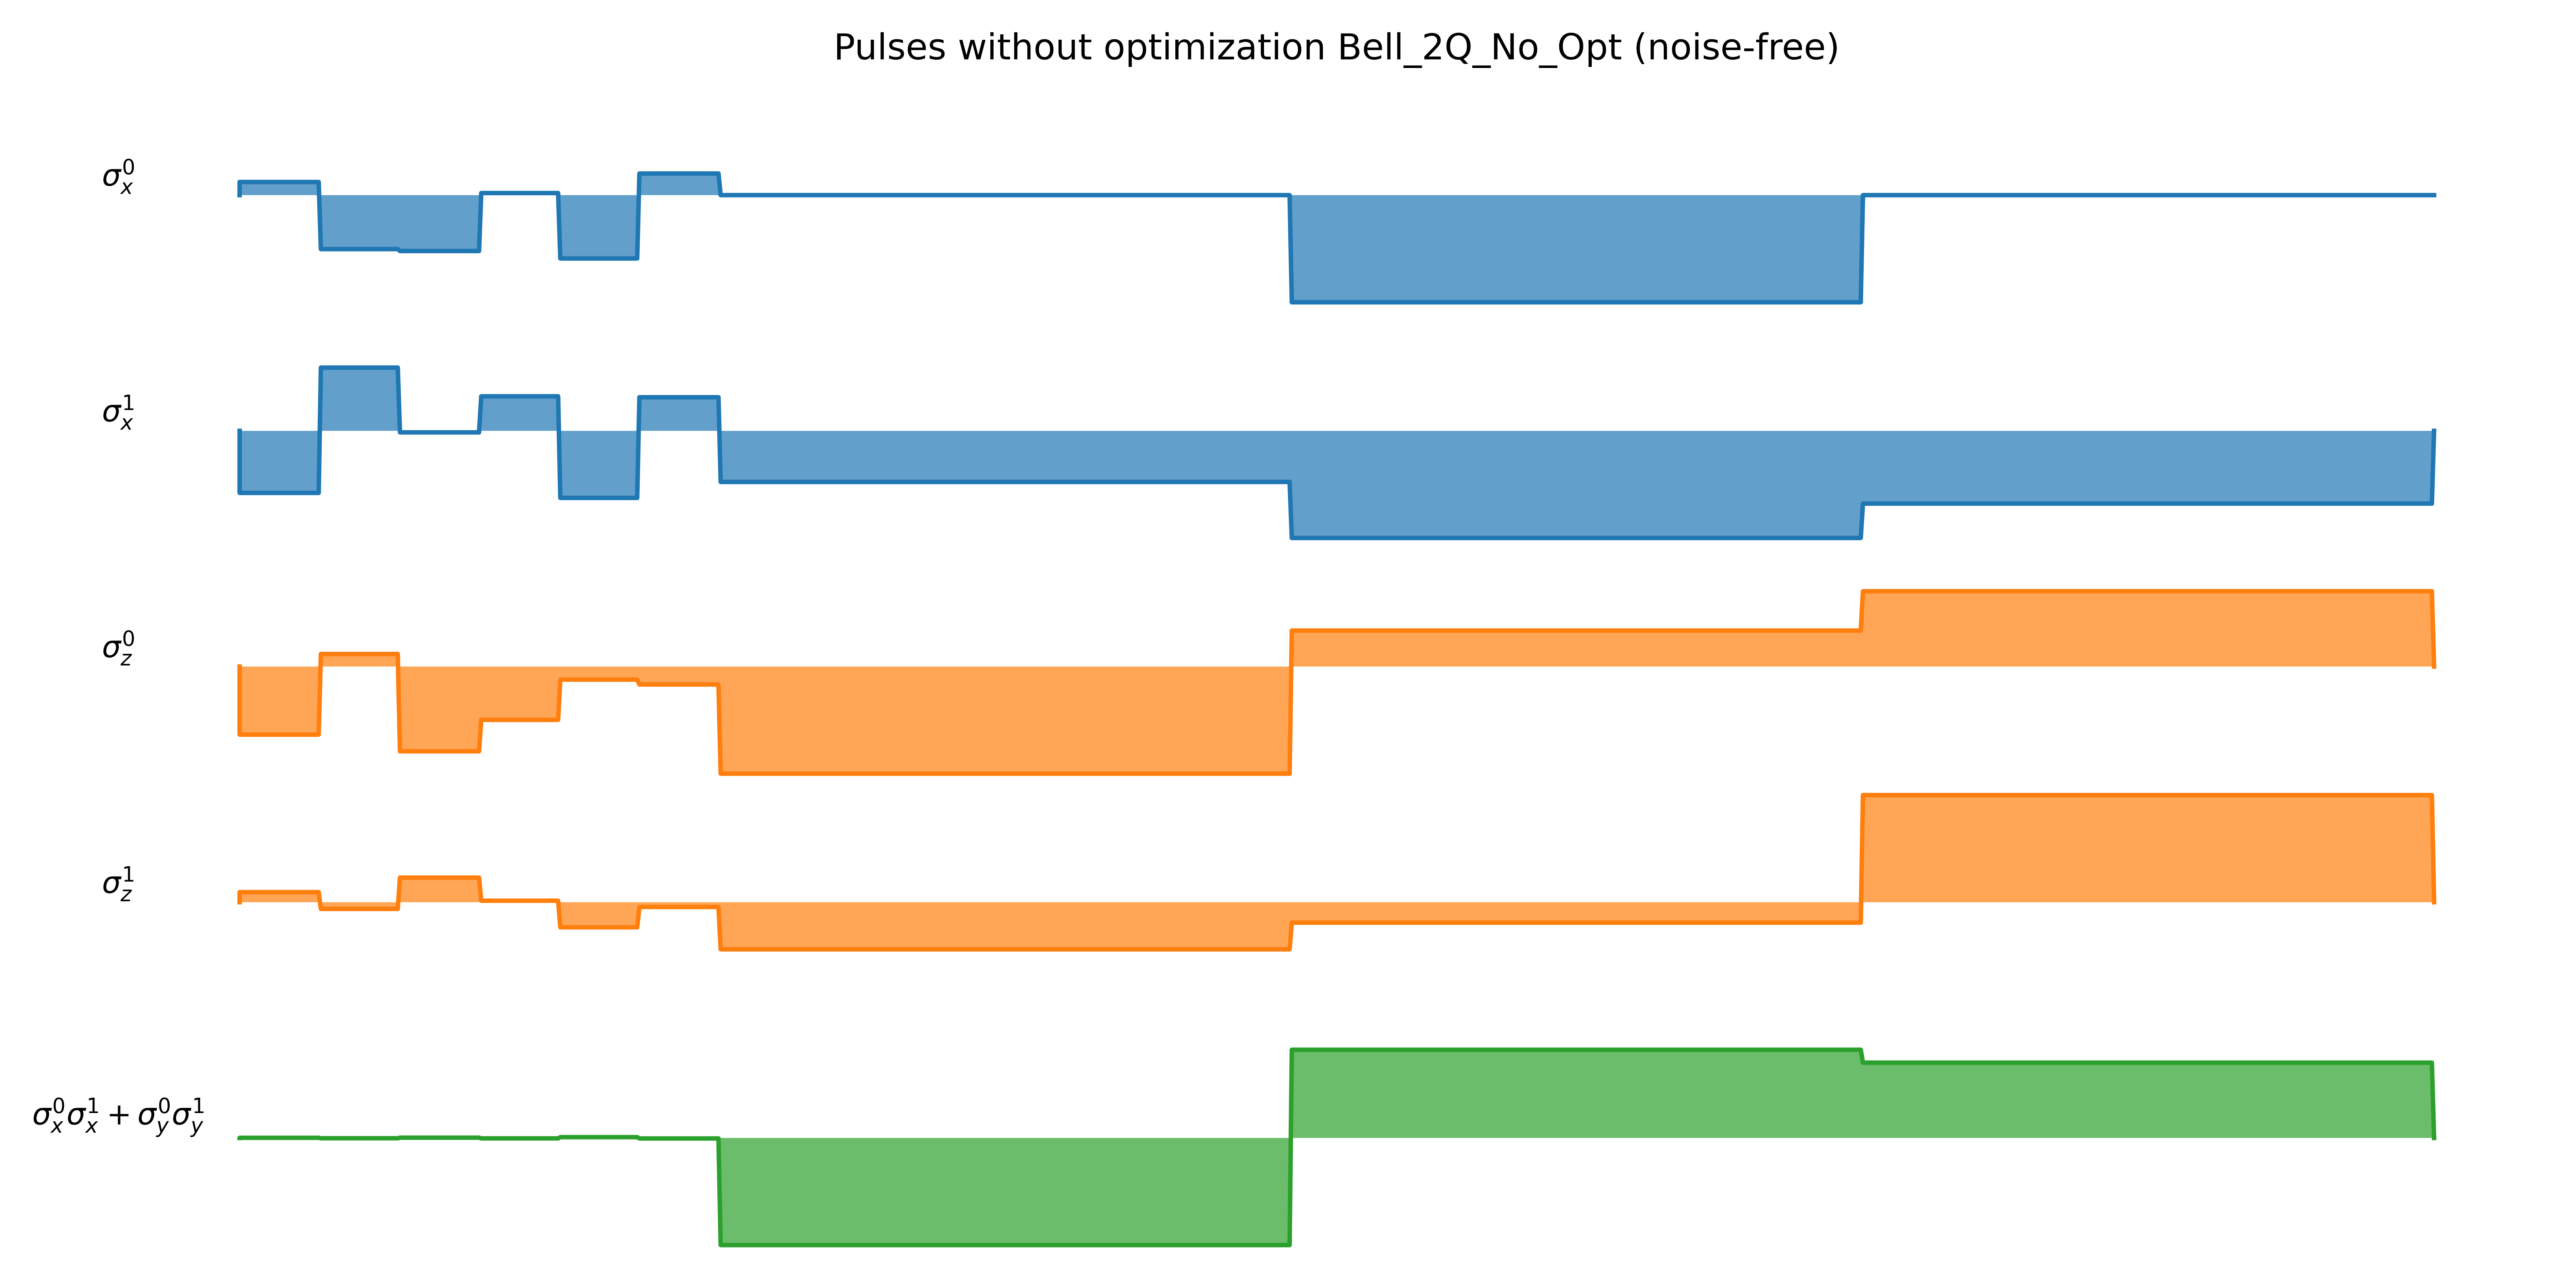 Pulses without optimization Bell_2Q_No_Opt (noise-free)
σ_x^0
σ_x^1
σ_z^0
σ_z^1
σ_x^0σ_x^1 + σ_y^0σ_y^1